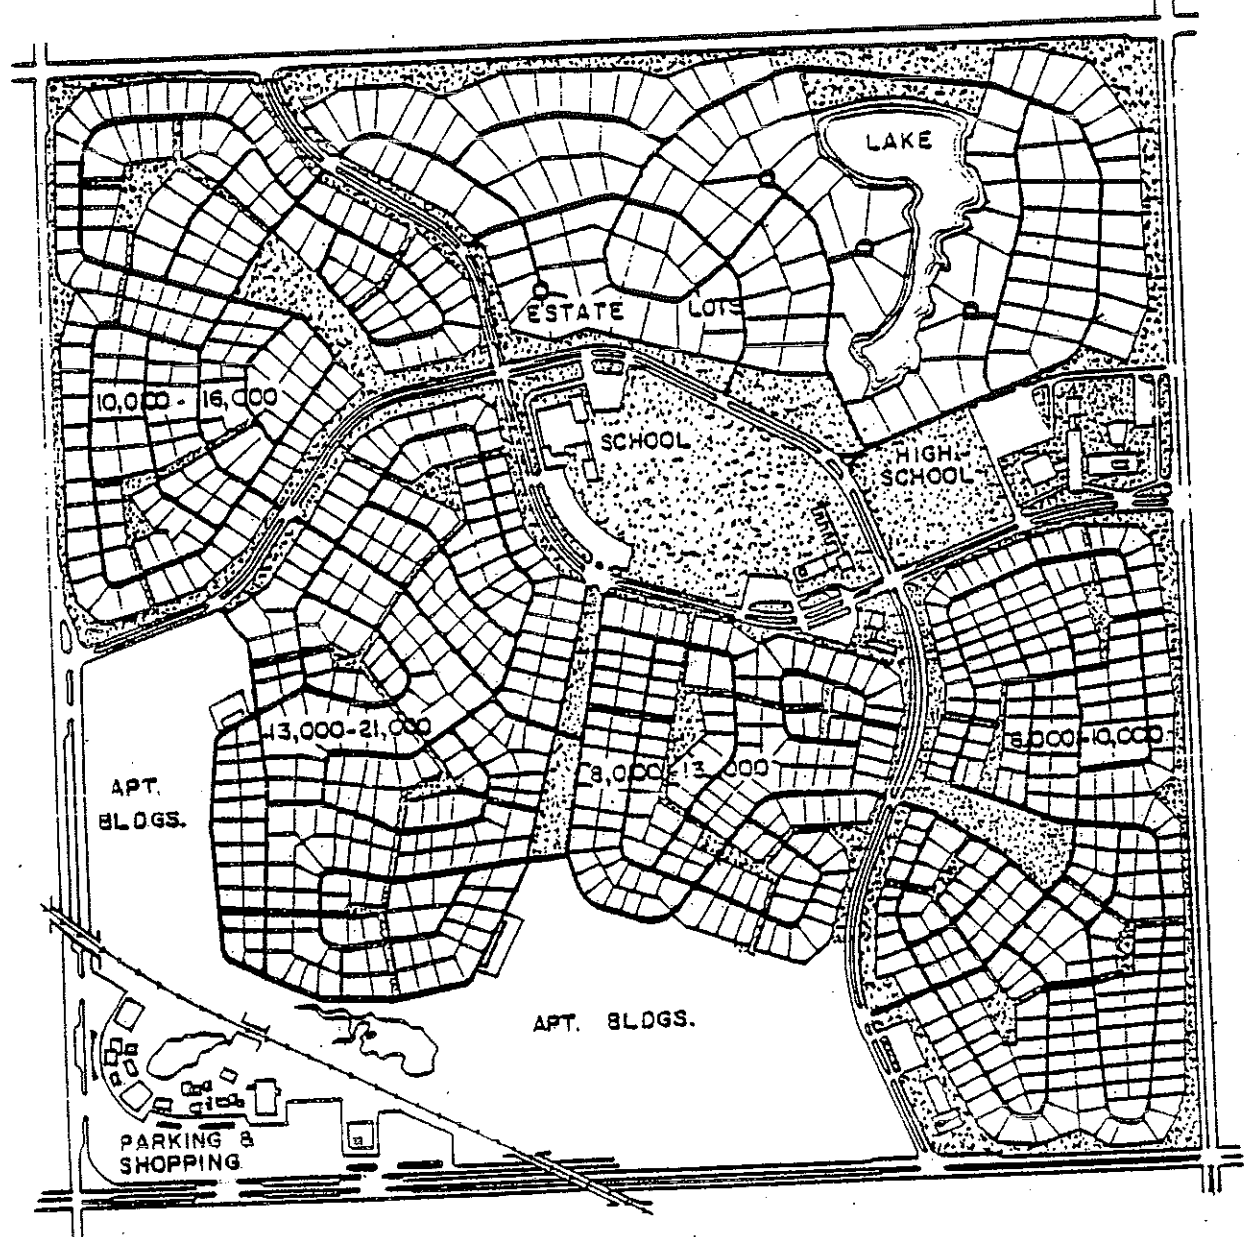 LAKE
ESTATE LOTS
10,000 - 16,000
SCHOOL
HIGH
SCHOOL
13,000-21,000
8,000-13,000
6,000-10,000
APT.
BLDGS.
APT. BLDGS.
PARKING &
SHOPPING